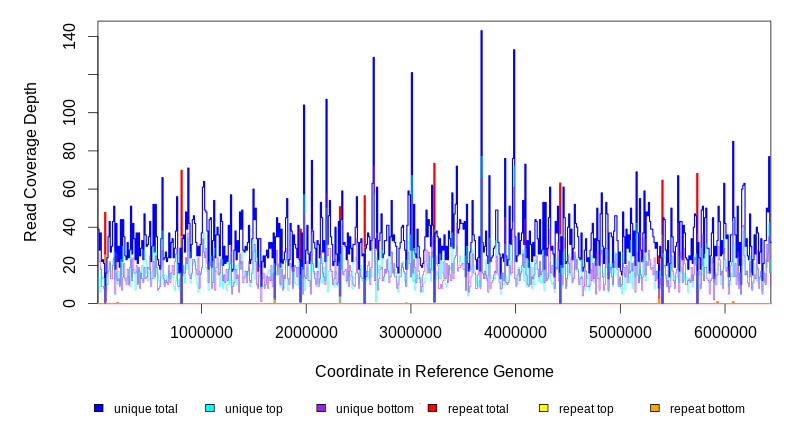 Read Coverage Depth
140
100
80
60
40
20
0
1000000 2000000 3000000 4000000 5000000 6000000
Coordinate in Reference Genome
unique total unique top unique bottom repeat total repeat top repeat bottom